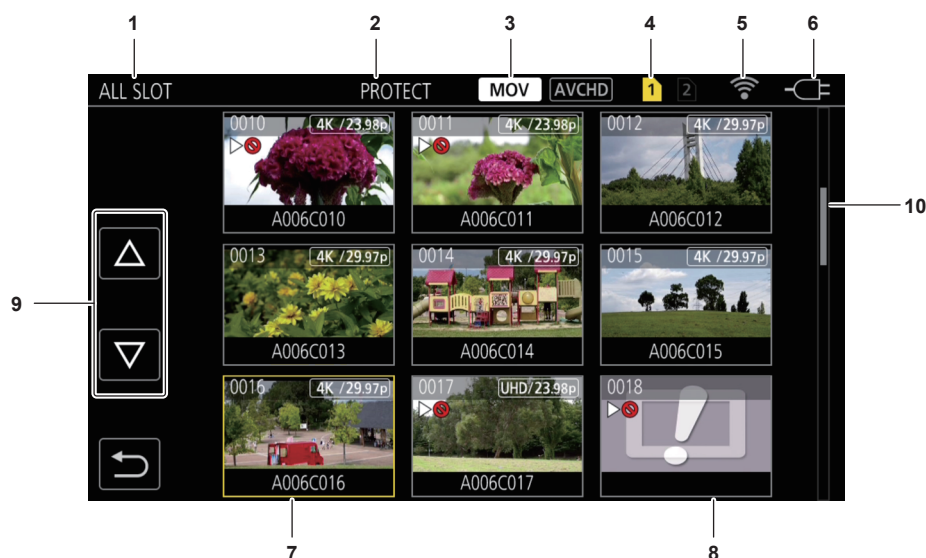 1 2 3 4 5 6
ALL SLOT PROTECT MOV AVCHD 1 2
0010 4K /23.98p 0011 4K /23.98p 0012 4K /29.97p
A006C010 A006C011 A006C012
10
0013 4K /29.97p 0014 4K /29.97p 0015 4K /29.97p
9
A006C013 A006C014 A006C015
0016 4K /29.97p 0017 UHD/23.98p 0018
!
A006C016 A006C017
7 8